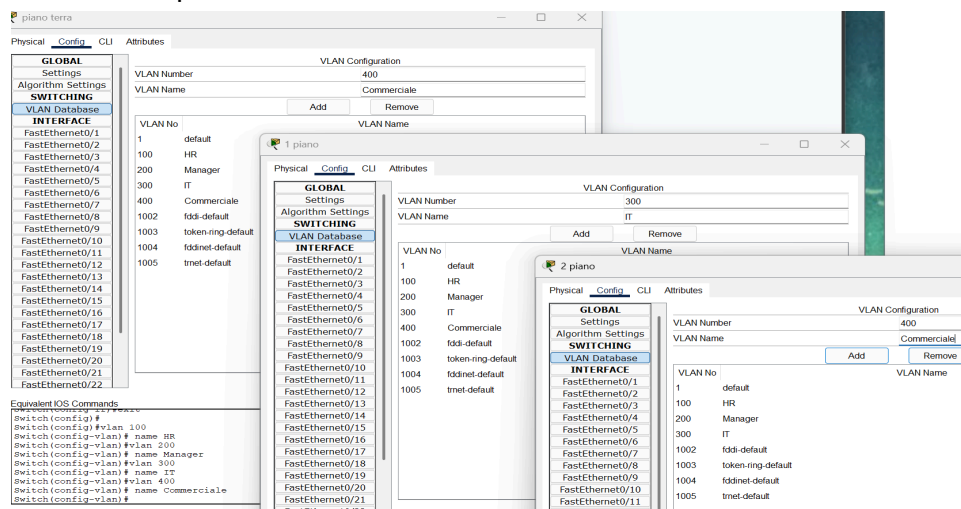 piano terra
Physical Config CLI Attributes
GLOBAL
Settings
Algorithm Settings
SWITCHING
VLAN Database
INTERFACE
FastEthernet0/1
FastEthernet0/2
FastEthernet0/3
FastEthernet0/4
FastEthernet0/5
FastEthernet0/6
FastEthernet0/7
FastEthernet0/8
FastEthernet0/9
FastEthernet0/10
FastEthernet0/11
FastEthernet0/12
FastEthernet0/13
FastEthernet0/14
FastEthernet0/15
FastEthernet0/16
FastEthernet0/17
FastEthernet0/18
FastEthernet0/19
FastEthernet0/20
FastEthernet0/21
FastEthernet0/22
VLAN Configuration
VLAN Number 400
VLAN Name Commerciale
Add Remove
VLAN No VLAN Name
1 default
100 HR
200 Manager
300 IT
400 Commerciale
1002 fddi-default
1003 token-ring-default
1004 fddinet-default
1005 trnet-default
Equivalent IOS Commands
Switch(config)#
Switch(config)#vlan 100
Switch(config-vlan)# name HR
Switch(config-vlan)#vlan 200
Switch(config-vlan)# name Manager
Switch(config-vlan)#vlan 300
Switch(config-vlan)# name IT
Switch(config-vlan)#vlan 400
Switch(config-vlan)# name Commerciale
Switch(config-vlan)#
1 piano
Physical Config CLI Attributes
GLOBAL
Settings
Algorithm Settings
SWITCHING
VLAN Database
INTERFACE
FastEthernet0/1
FastEthernet0/2
FastEthernet0/3
FastEthernet0/4
FastEthernet0/5
FastEthernet0/6
FastEthernet0/7
FastEthernet0/8
FastEthernet0/9
FastEthernet0/10
FastEthernet0/11
FastEthernet0/12
FastEthernet0/13
FastEthernet0/14
FastEthernet0/15
FastEthernet0/16
FastEthernet0/17
FastEthernet0/18
FastEthernet0/19
FastEthernet0/20
FastEthernet0/21
VLAN Configuration
VLAN Number 300
VLAN Name IT
Add Remove
VLAN No VLAN Name
1 default
100 HR
200 Manager
300 IT
400 Commerciale
1002 fddi-default
1003 token-ring-default
1004 fddinet-default
1005 trnet-default
2 piano
Physical Config CLI Attributes
GLOBAL
Settings
Algorithm Settings
SWITCHING
VLAN Database
INTERFACE
FastEthernet0/1
FastEthernet0/2
FastEthernet0/3
FastEthernet0/4
FastEthernet0/5
FastEthernet0/6
FastEthernet0/7
FastEthernet0/8
FastEthernet0/9
FastEthernet0/10
FastEthernet0/11
VLAN Configuration
VLAN Number 400
VLAN Name Commerciale
Add Remove
VLAN No VLAN Name
1 default
100 HR
200 Manager
300 IT
1002 fddi-default
1003 token-ring-default
1004 fddinet-default
1005 trnet-default